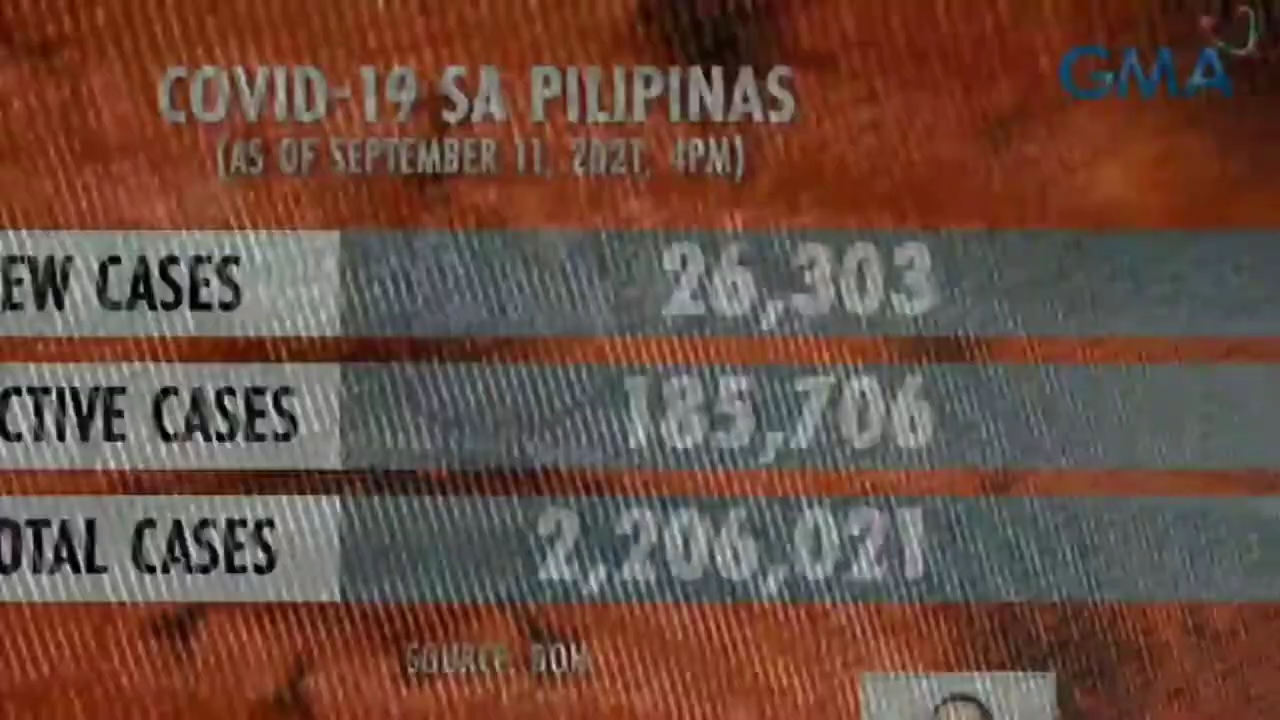 GMA
COVID-19 SA PILIPINAS
(AS OF SEPTEMBER 11, 2021, 4PM)
EW CASES 26,303
CTIVE CASES 185,706
OTAL CASES 2,206,021
SOURCE: DOH